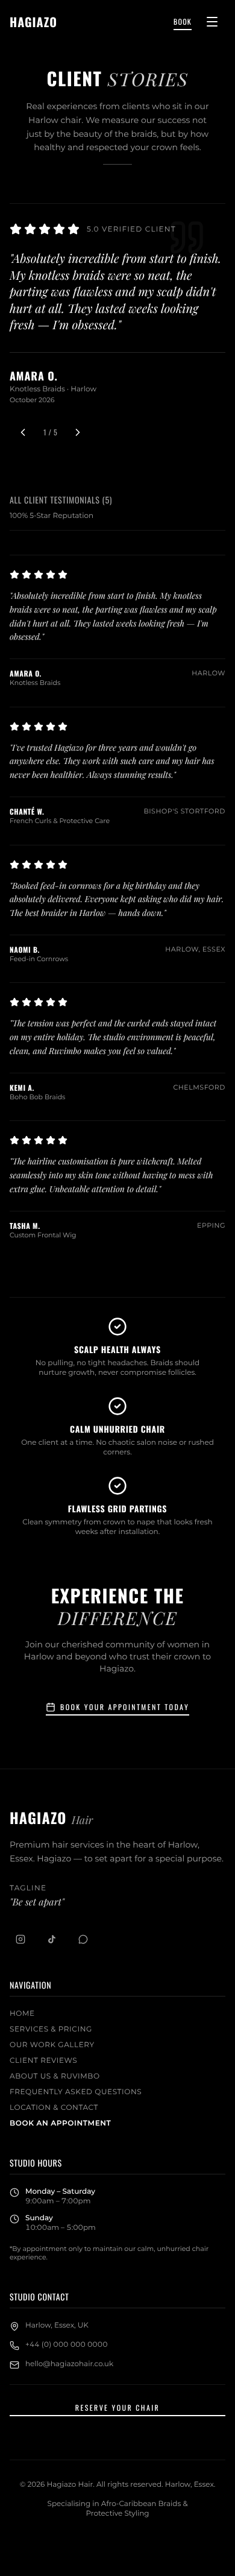 HAGIAZO
BOOK
CLIENT STORIES
Real experiences from clients who sit in our
chair. We measure our success not just by
the beauty of the braids, but by how
healthy and respected your crown feels.
5.0 VERIFIED CLIENT
"Absolutely incredible from start to finish.
My knotless braids were so neat, the
parting was flawless and my scalp didn't
hurt at all. They lasted weeks looking
fresh — I'm obsessed."
AMARA O.
Knotless Braids · Harlow
October 2026
1 / 5
ALL CLIENT TESTIMONIALS (5)
100% 5-Star Reputation
"Absolutely incredible from start to finish. My knotless
braids were so neat, the parting was flawless and my scalp
didn't hurt at all. They lasted weeks looking fresh — I'm
obsessed."
AMARA O.
HARLOW
Knotless Braids
"I've trusted Hagiazo for three years and wouldn't go
anywhere else. They work with such care and my hair has
never been healthier. Always stunning results."
CHANTÉ W.
BISHOP'S STORTFORD
French Curls & Protective Care
"Booked feed-in cornrows for a big birthday and they
absolutely delivered. Everyone kept asking who did my hair.
The best braider in Harlow — hands down."
NAOMI B.
HARLOW, ESSEX
Feed-in Cornrows
"The tension was perfect and the curled ends stayed intact
on my entire holiday. The studio environment is peaceful,
clean, and Ruvimbo makes you feel so valued."
KEMI A.
CHELMSFORD
Boho Bob Braids
"The hairline customisation is pure witchcraft. Melted
seamlessly into my skin tone without having to mess with
extra glue. Unbeatable attention to detail."
TASHA M.
EPPING
Custom Frontal Wig
SCALP HEALTH ALWAYS
No pulling, no tight headaches. Braids should
nurture growth, never compromise follicles.
CALM UNHURRIED CHAIR
One client at a time. No chaotic salon noise or rushed
corners.
FLAWLESS GRID PARTINGS
Clean symmetry from crown to nape that looks fresh
weeks after installation.
EXPERIENCE THE
DIFFERENCE
Join our cherished community of women in
Harlow and beyond who trust their crown to
Hagiazo.
BOOK YOUR APPOINTMENT TODAY
HAGIAZO Hair
Premium hair services in the heart of Harlow,
Essex. Hagiazo — to set apart for a special purpose.
TAGLINE
"Be set apart"
NAVIGATION
HOME
SERVICES & PRICING
OUR WORK GALLERY
CLIENT REVIEWS
ABOUT US & RUVIMBO
FREQUENTLY ASKED QUESTIONS
LOCATION & CONTACT
BOOK AN APPOINTMENT
STUDIO HOURS
Monday – Saturday
9:00am – 7:00pm
Sunday
10:00am – 5:00pm
*By appointment only to maintain our calm, unhurried chair
experience.
STUDIO CONTACT
Harlow, Essex, UK
+44 (0) 000 000 0000
hello@hagiazohair.co.uk
RESERVE YOUR CHAIR
© 2026 Hagiazo Hair. All rights reserved. Harlow, Essex.
Specialising in Afro-Caribbean Braids &
Protective Styling